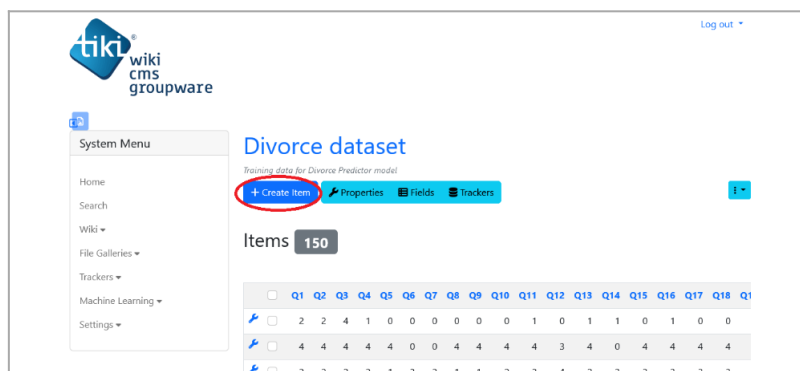 Log out
tiki®
wiki
cms
groupware
System Menu
Home
Search
Wiki
File Galleries
Trackers
Machine Learning
Settings
Divorce dataset
Training data for Divorce Predictor model
+ Create Item Properties Fields Trackers
Items 150
Q1 Q2 Q3 Q4 Q5 Q6 Q7 Q8 Q9 Q10 Q11 Q12 Q13 Q14 Q15 Q16 Q17 Q18
2 2 4 1 0 0 0 0 0 0 1 0 1 1 0 1 0 0
4 4 4 4 4 0 0 4 4 4 4 3 4 0 4 4 4 4